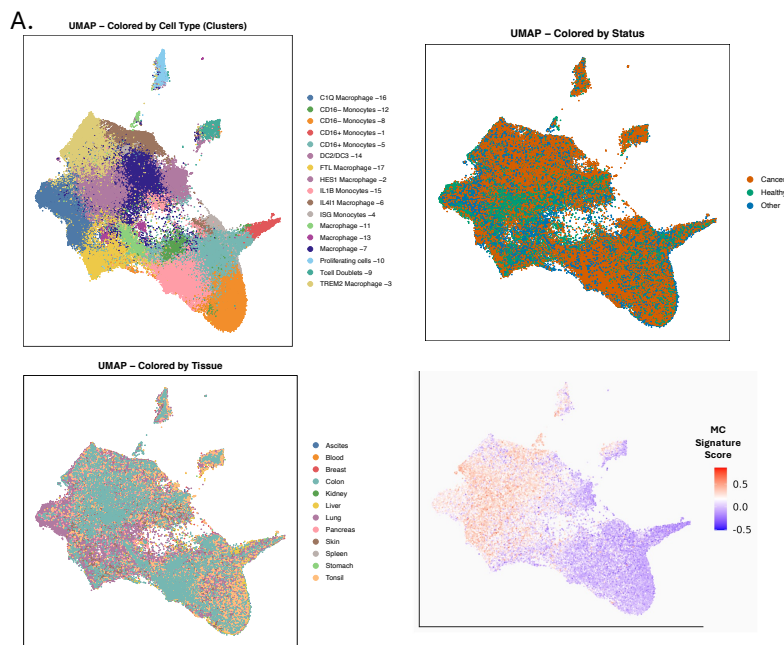 A.
UMAP – Colored by Cell Type (Clusters)
C1Q Macrophage –16
CD16– Monocytes –12
CD16– Monocytes –8
CD16+ Monocytes –1
CD16+ Monocytes –5
DC2/DC3 –14
FTL Macrophage –17
HES1 Macrophage –2
IL1B Monocytes –15
IL4I1 Macrophage –6
ISG Monocytes –4
Macrophage –11
Macrophage –13
Macrophage –7
Proliferating cells –10
Tcell Doublets –9
TREM2 Macrophage –3
UMAP – Colored by Status
Cancer
Healthy
Other
UMAP – Colored by Tissue
Ascites
Blood
Breast
Colon
Kidney
Liver
Lung
Pancreas
Skin
Spleen
Stomach
Tonsil
MC
Signature
Score
0.5
0.0
-0.5